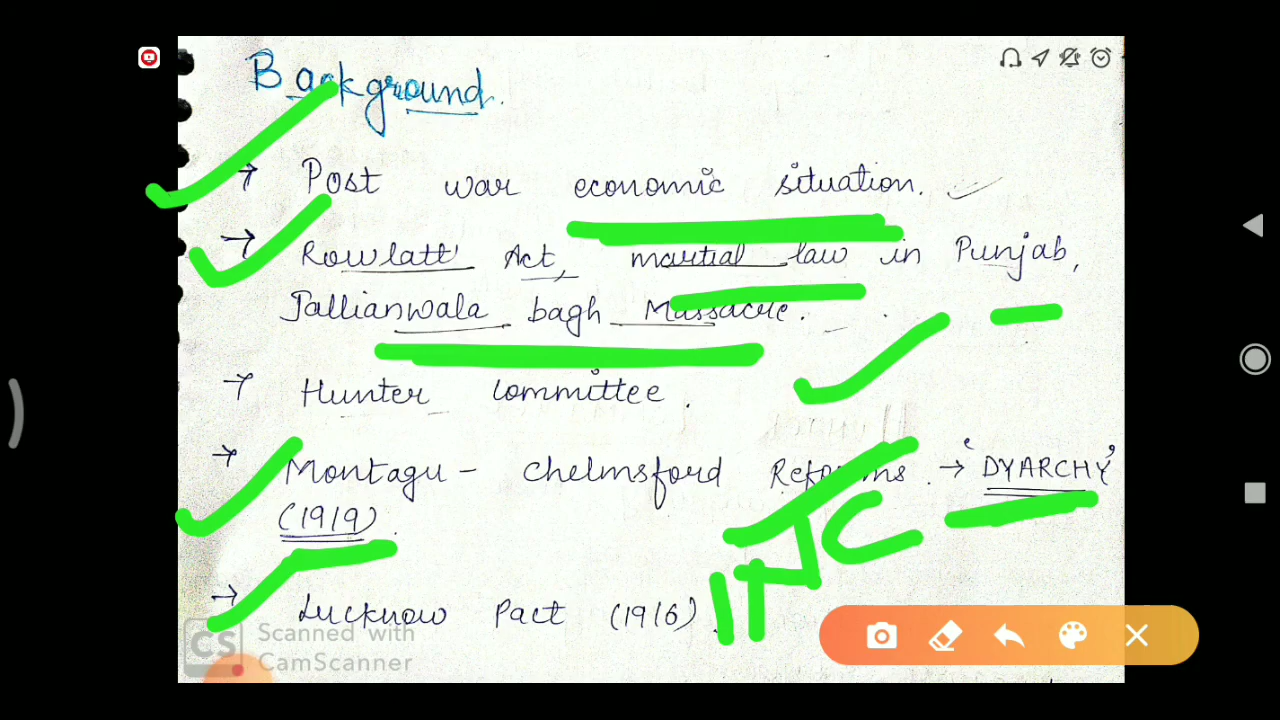 Background.
→ Post war economic situation.
→ Rowlatt Act, martial law in Punjab,
Jallianwala bagh Massacre.
→ Hunter Committee.
→ Montagu - Chelmsford Reforms. → 'DYARCHY'
(1919).
→ Lucknow Pact (1916).
INC
CS Scanned with
CamScanner